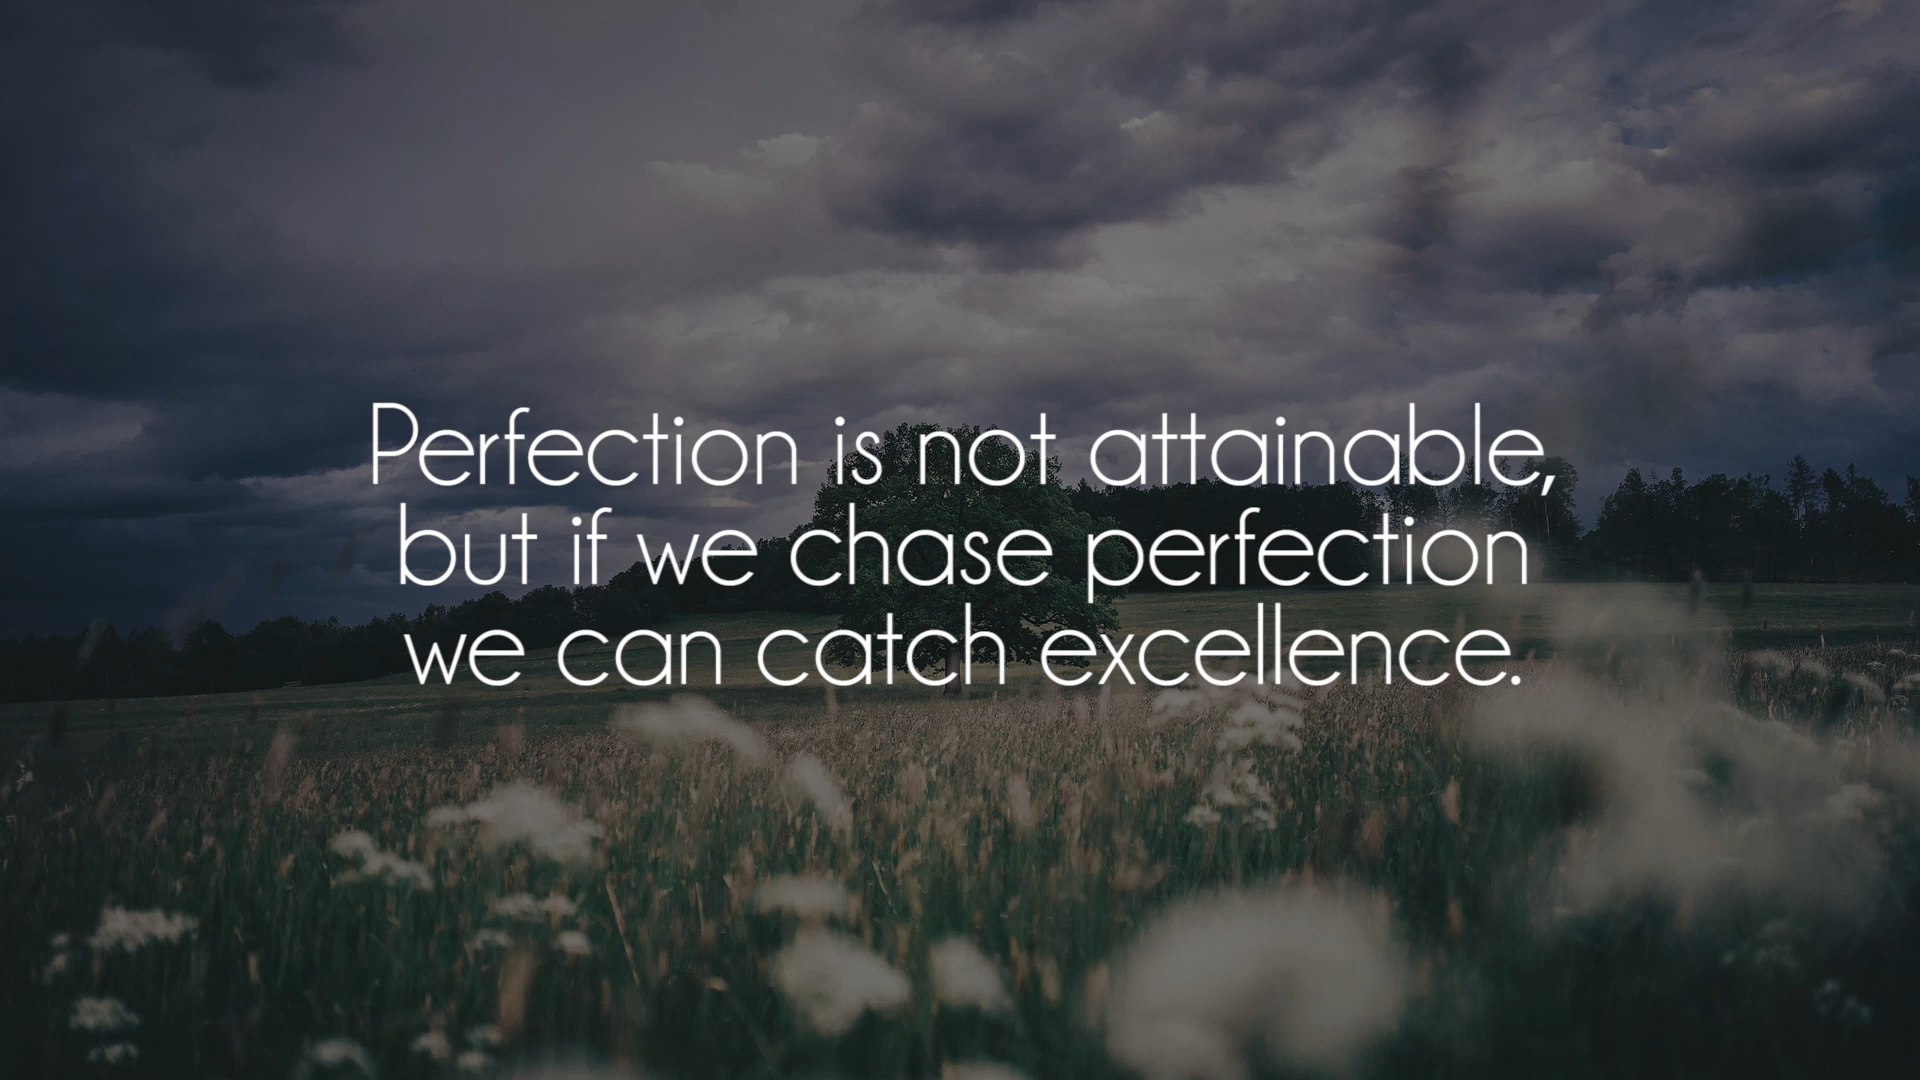 Perfection is not attainable,
but if we chase perfection
we can catch excellence.